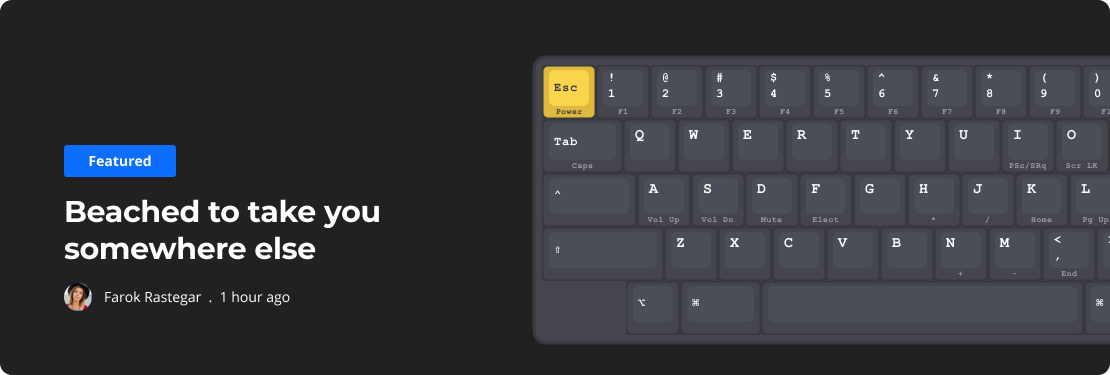 Featured
Beached to take you
somewhere else
Farok Rastegar . 1 hour ago
Esc ! @ # $ % ^ & * ( )
1 2 3 4 5 6 7 8 9 0
Power F1 F2 F3 F4 F5 F6 F7 F8 F9
Tab Q W E R T Y U I O
Caps PSc/SRq Scr LK
^ A S D F G H J K L
Vol Up Vol Dn Mute Elect * / Home Pg Up
⇧ Z X C V B N M <
,
+ - End
⌥ ⌘ ⌘